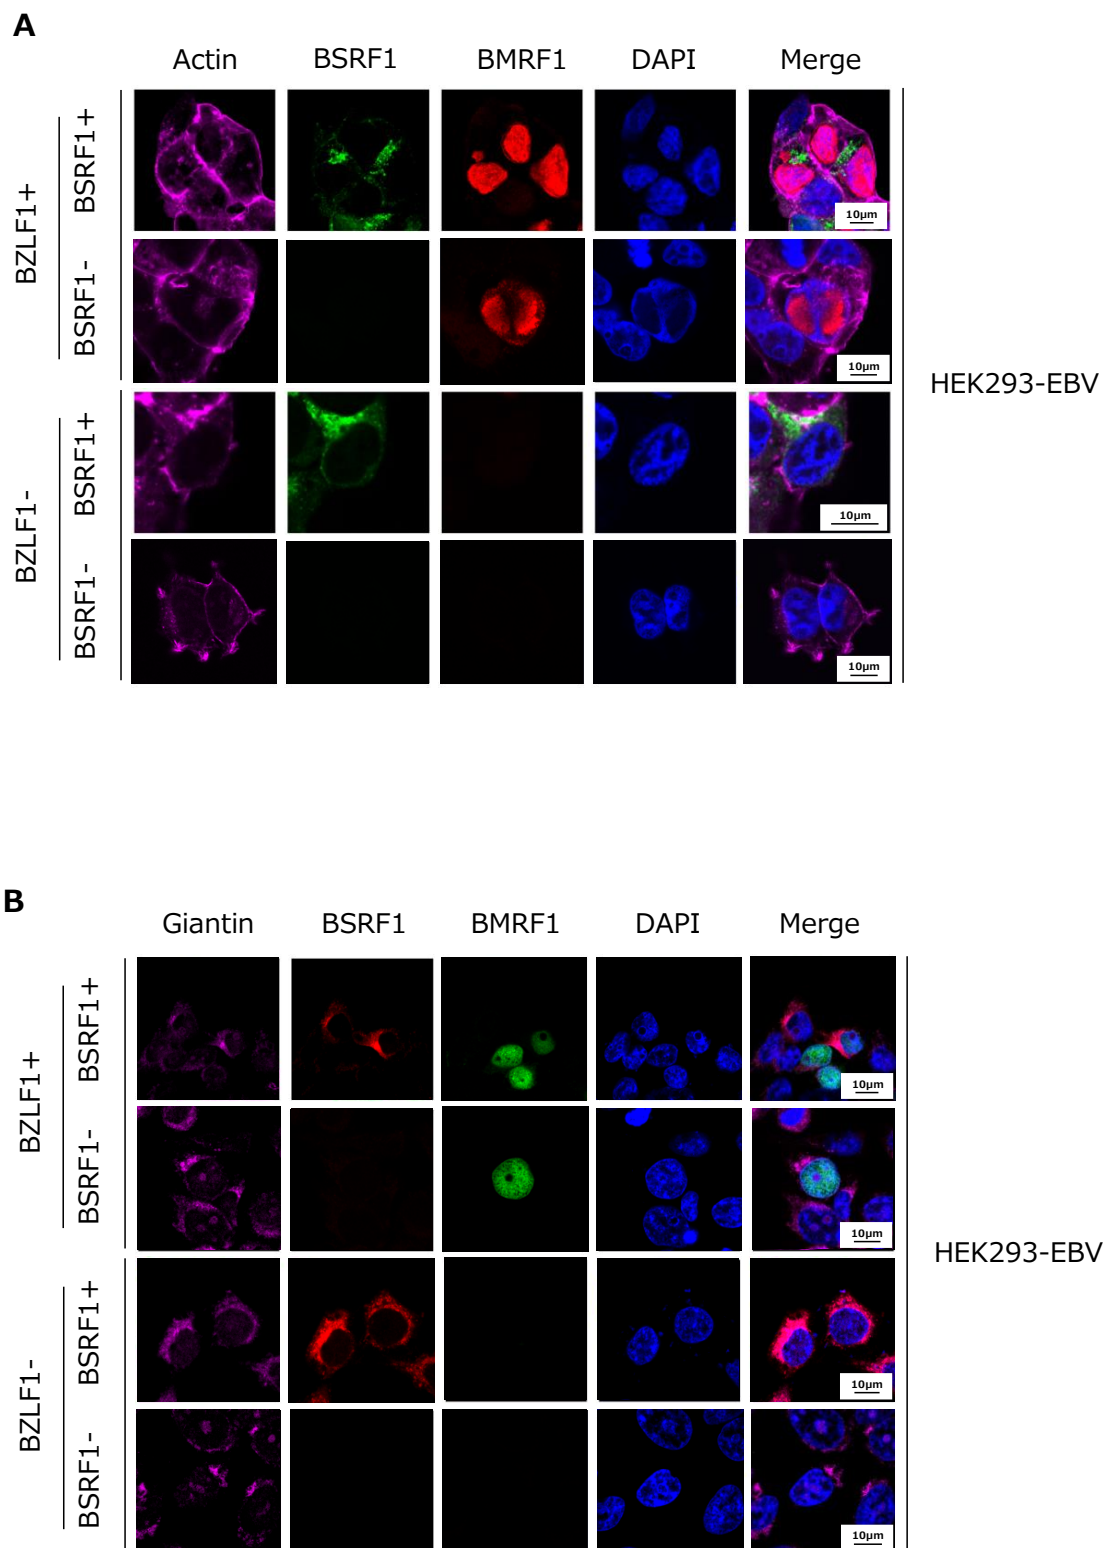 A
Actin BSRF1 BMRF1 DAPI Merge
BZLF1+
BSRF1+
10μm
BSRF1-
10μm
HEK293-EBV
BZLF1-
BSRF1+
10μm
BSRF1-
10μm
B
Giantin BSRF1 BMRF1 DAPI Merge
BZLF1+
BSRF1+
10μm
BSRF1-
10μm
HEK293-EBV
BZLF1-
BSRF1+
10μm
BSRF1-
10μm